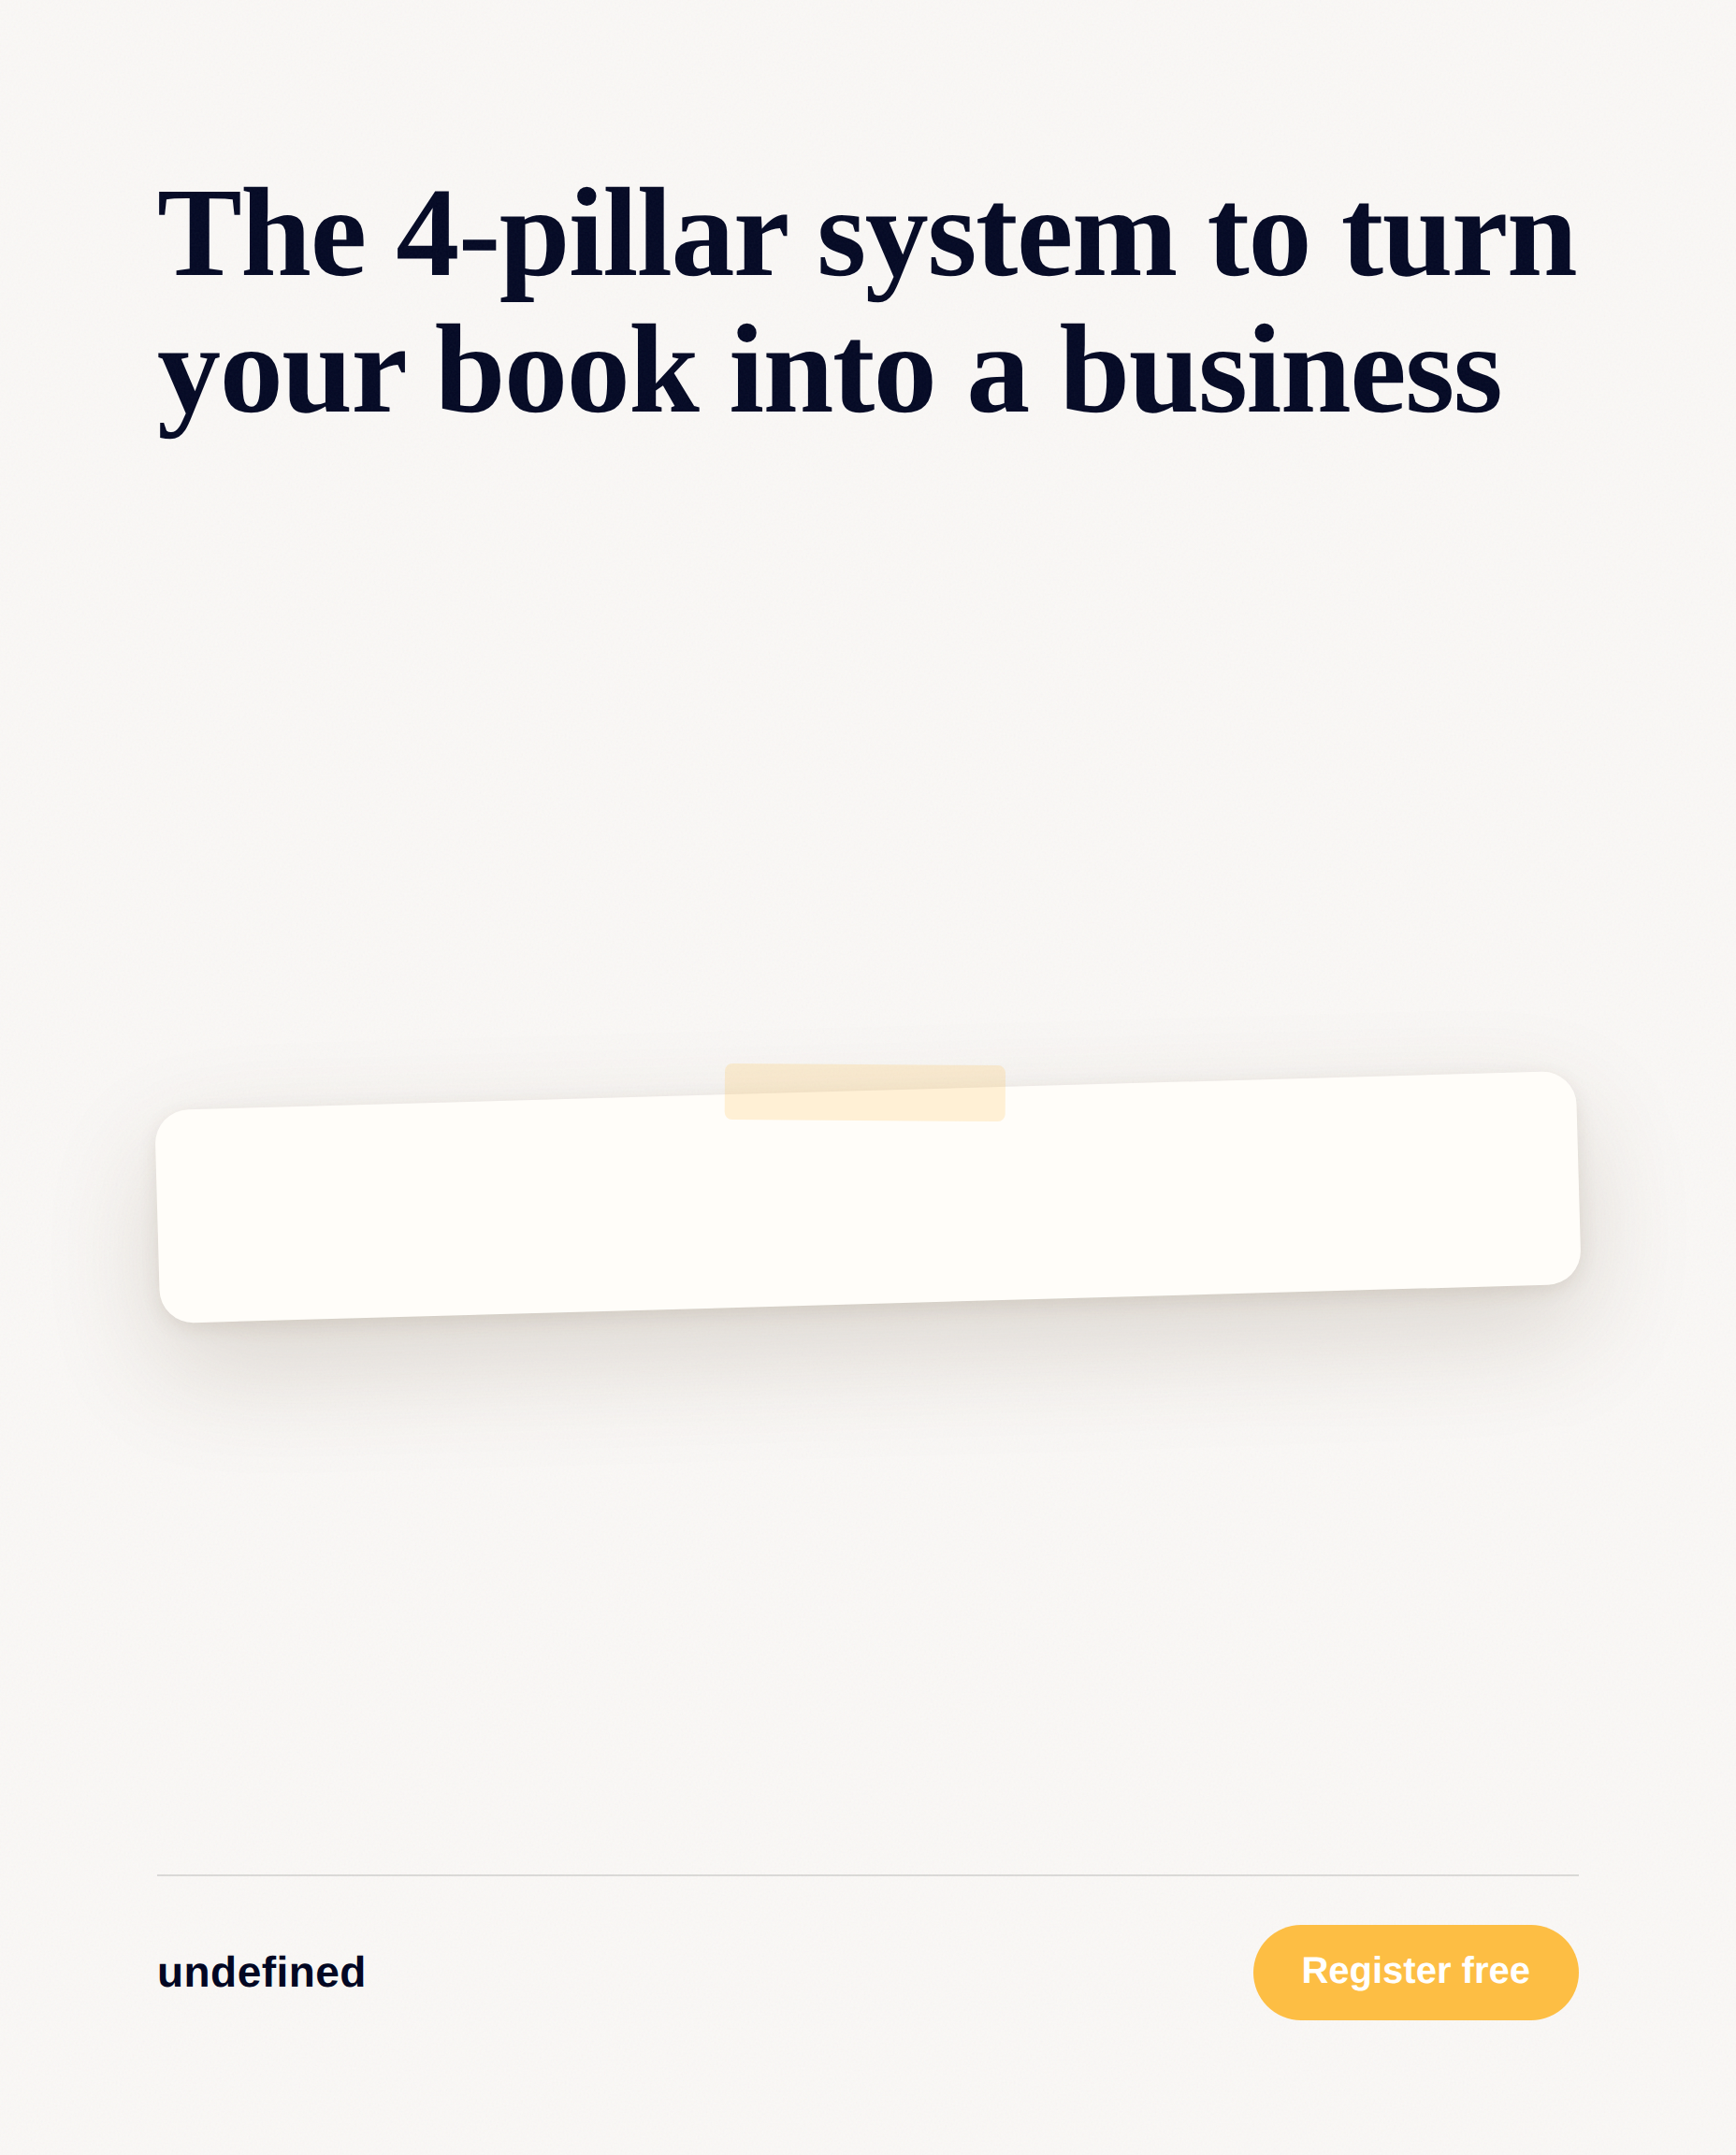 The 4-pillar system to turn
your book into a business
undefined
Register free